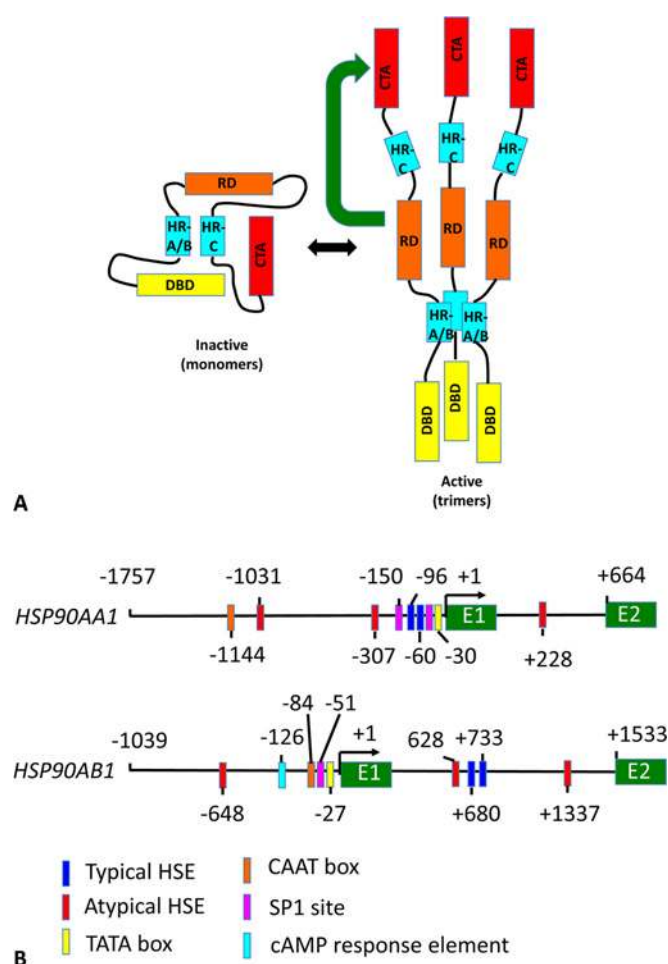 CTA
CTA
CTA
HR-
C
HR-
C
HR-
C
RD
HR-
A/B
HR-
C
CTA
DBD
RD
RD
RD
HR-
A/B
HR-
A/B
Inactive
(monomers)
DBD
DBD
DBD
Active
(trimers)
A
-1757
-1031
-150
-96
+1
+664
HSP90AA1
E1
E2
-1144
-307
-60
-30
+228
-84
-51
-1039
-126
+1
628
+733
+1533
HSP90AB1
E1
E2
-648
-27
+680
+1337
Typical HSE
CAAT box
Atypical HSE
SP1 site
TATA box
cAMP response element
B